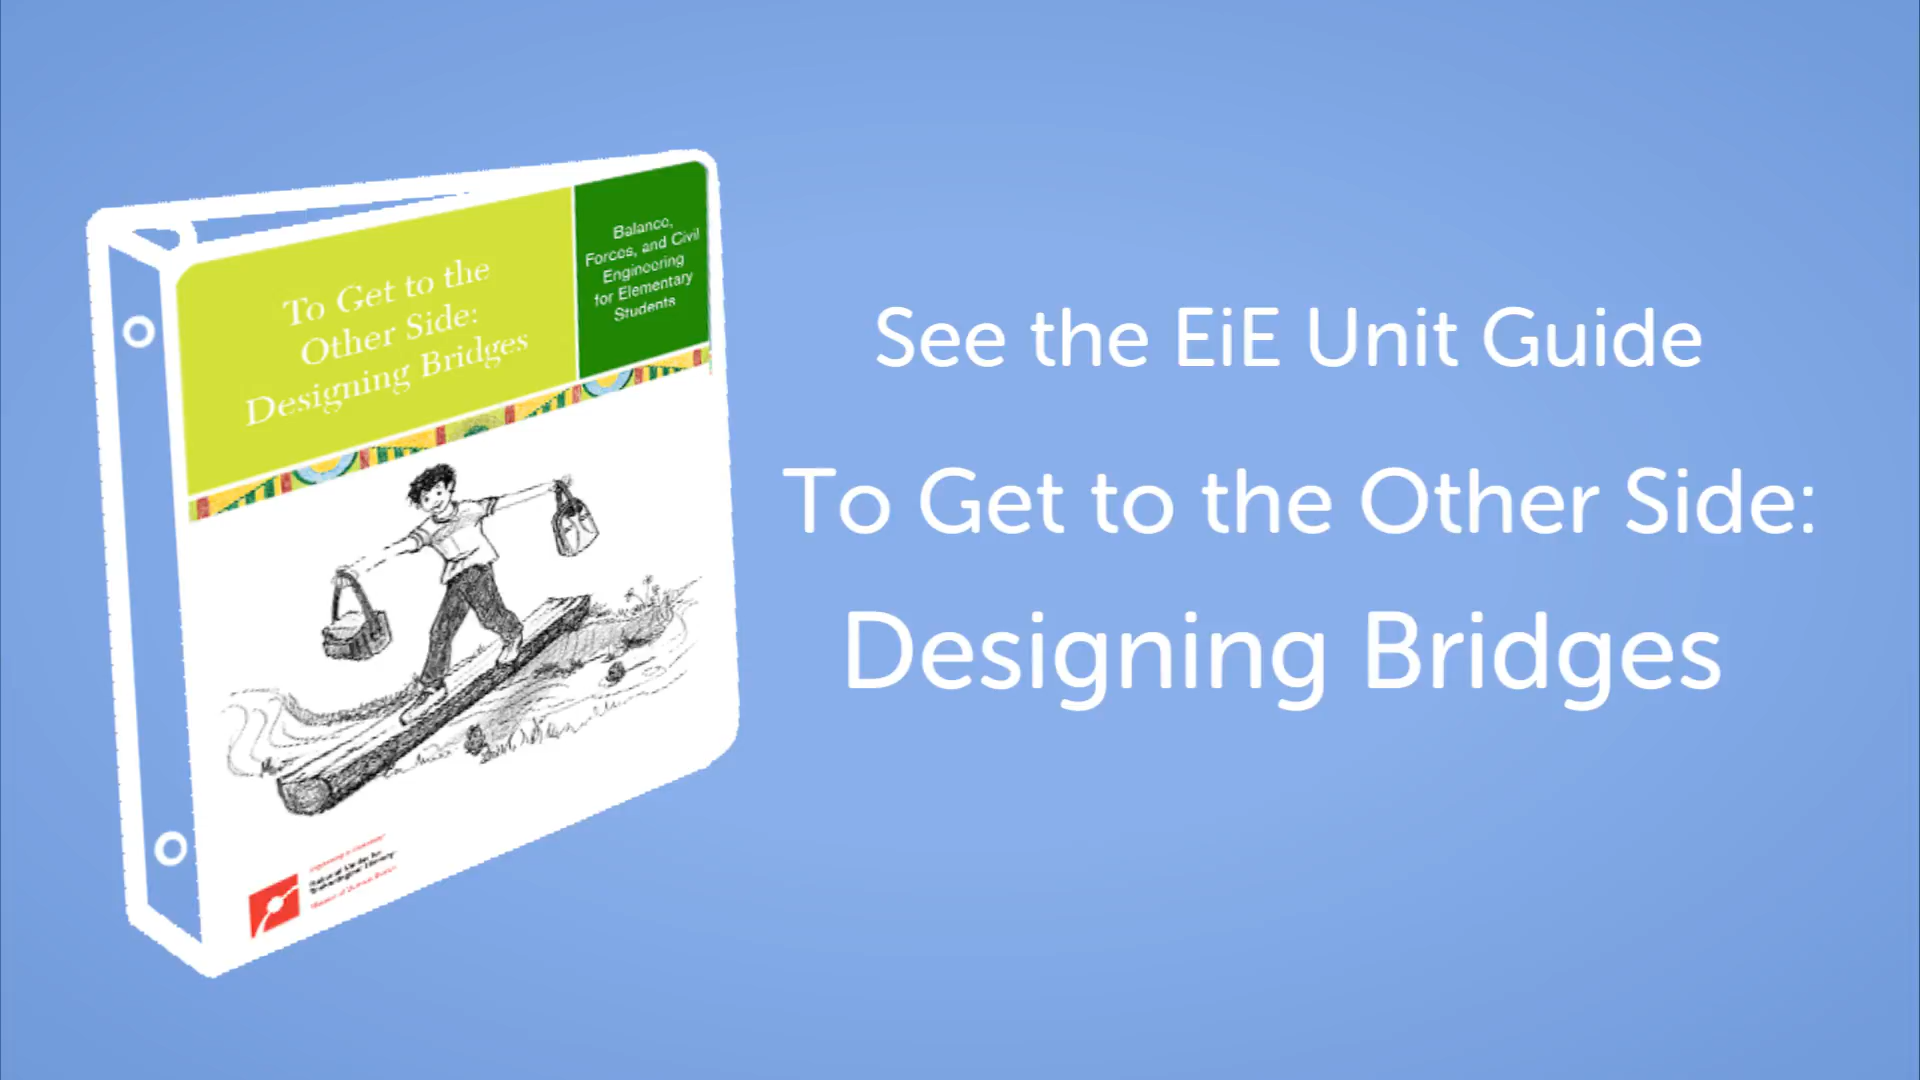 To Get to the
Other Side:
Designing Bridges
Balance,
Forces, and Civil
Engineering
for Elementary
Students
See the EiE Unit Guide
To Get to the Other Side:
Designing Bridges